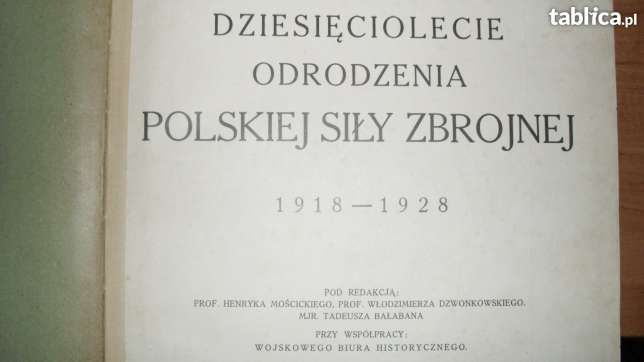 tablica.pl
DZIESIĘCIOLECIE
ODRODZENIA
POLSKIEJ SIŁY ZBROJNEJ
1918 — 1928
POD REDAKCJĄ:
PROF. HENRYKA MOŚCICKIEGO, PROF. WŁODZIMIERZA DZWONKOWSKIEGO.
MJR. TADEUSZA BAŁABANA
PRZY WSPÓŁPRACY:
WOJSKOWEGO BIURA HISTORYCZNEGO.